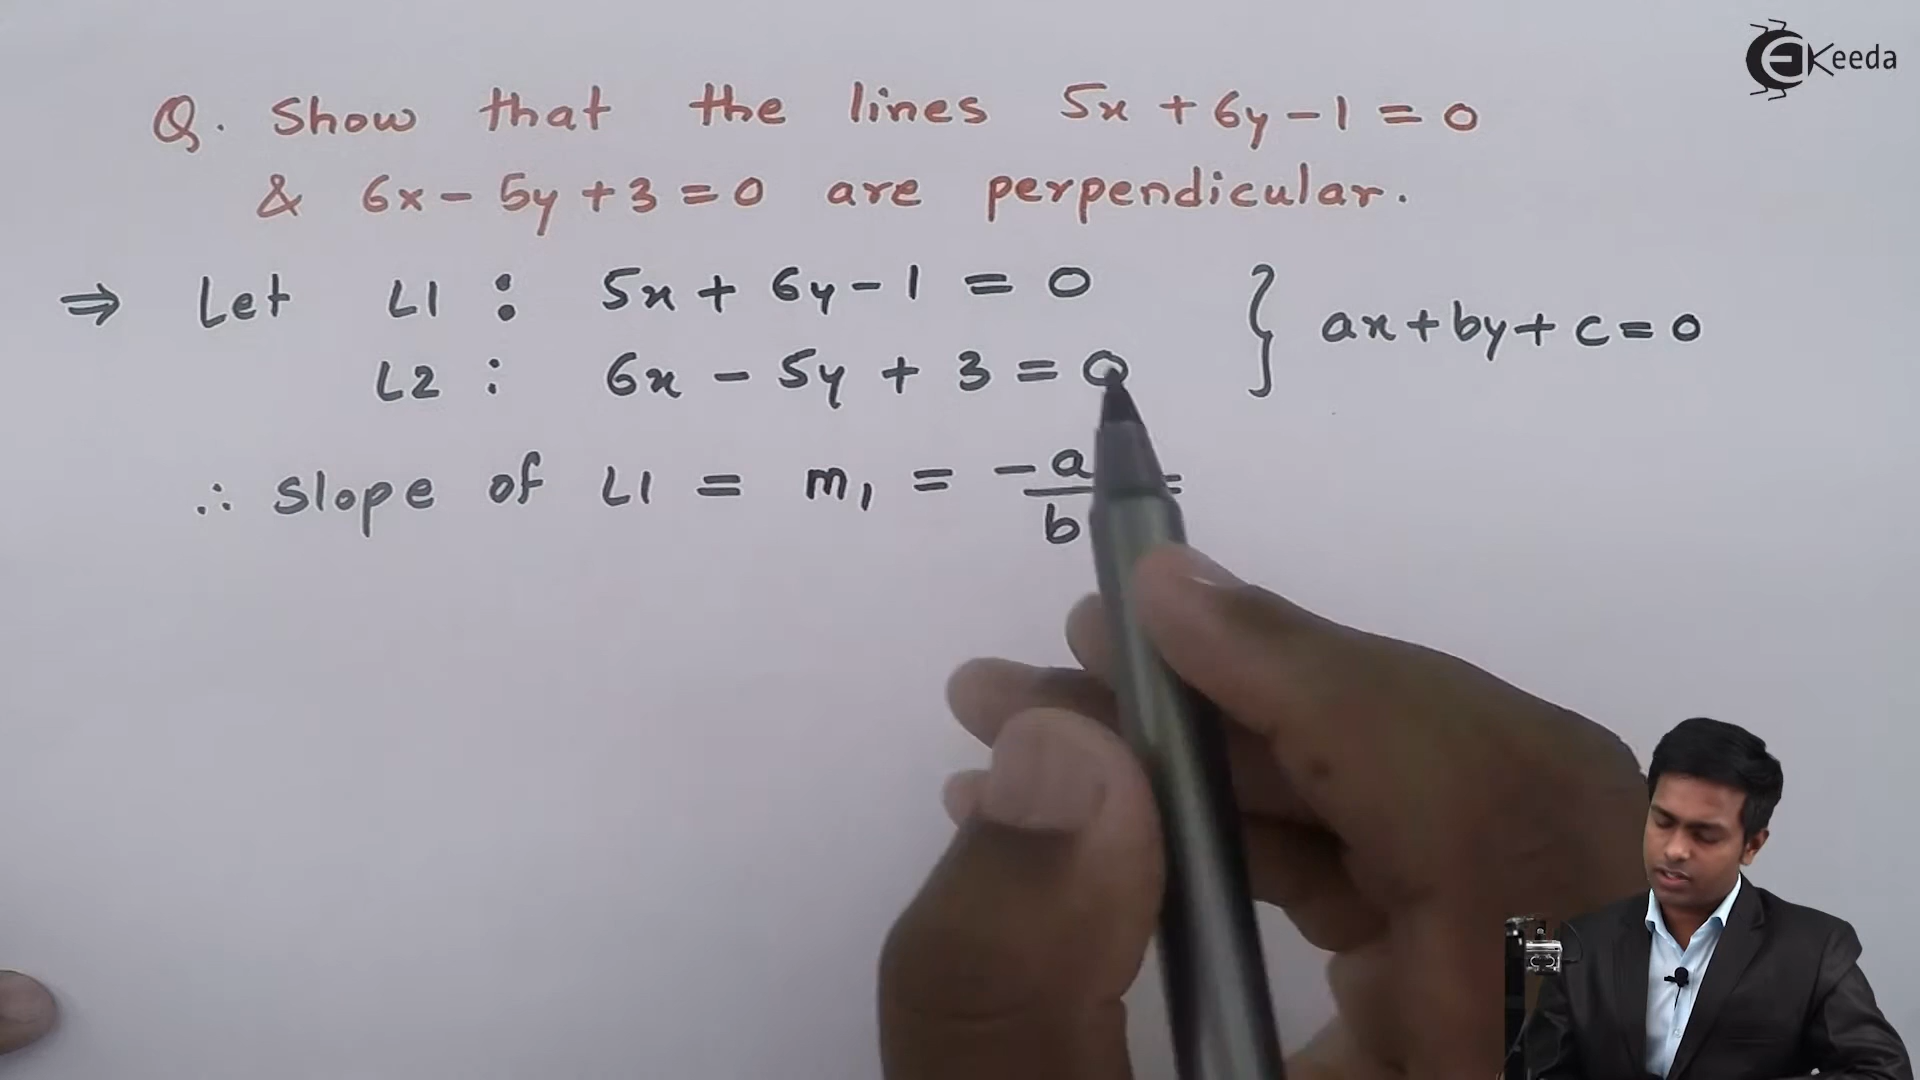 Keeda
Q. Show that the lines 5x + 6y - 1 = 0
& 6x - 5y + 3 = 0 are perpendicular.
⇒ Let L1 : 5x + 6y - 1 = 0 } ax + by + c = 0
L2 : 6x - 5y + 3 = 0
∴ slope of L1 = m₁ = -a/b =